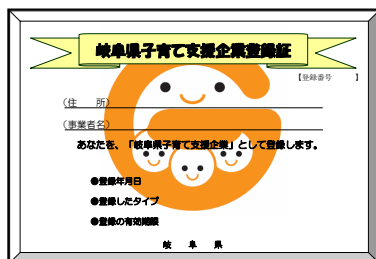 岐阜県子育て支援企業登録証
【登録番号　　】
（住　所）
（事業者名）
あなたを、「岐阜県子育て支援企業」として登録します。
●登録年月日
●登録したタイプ
●登録の有効期限
岐　阜　県